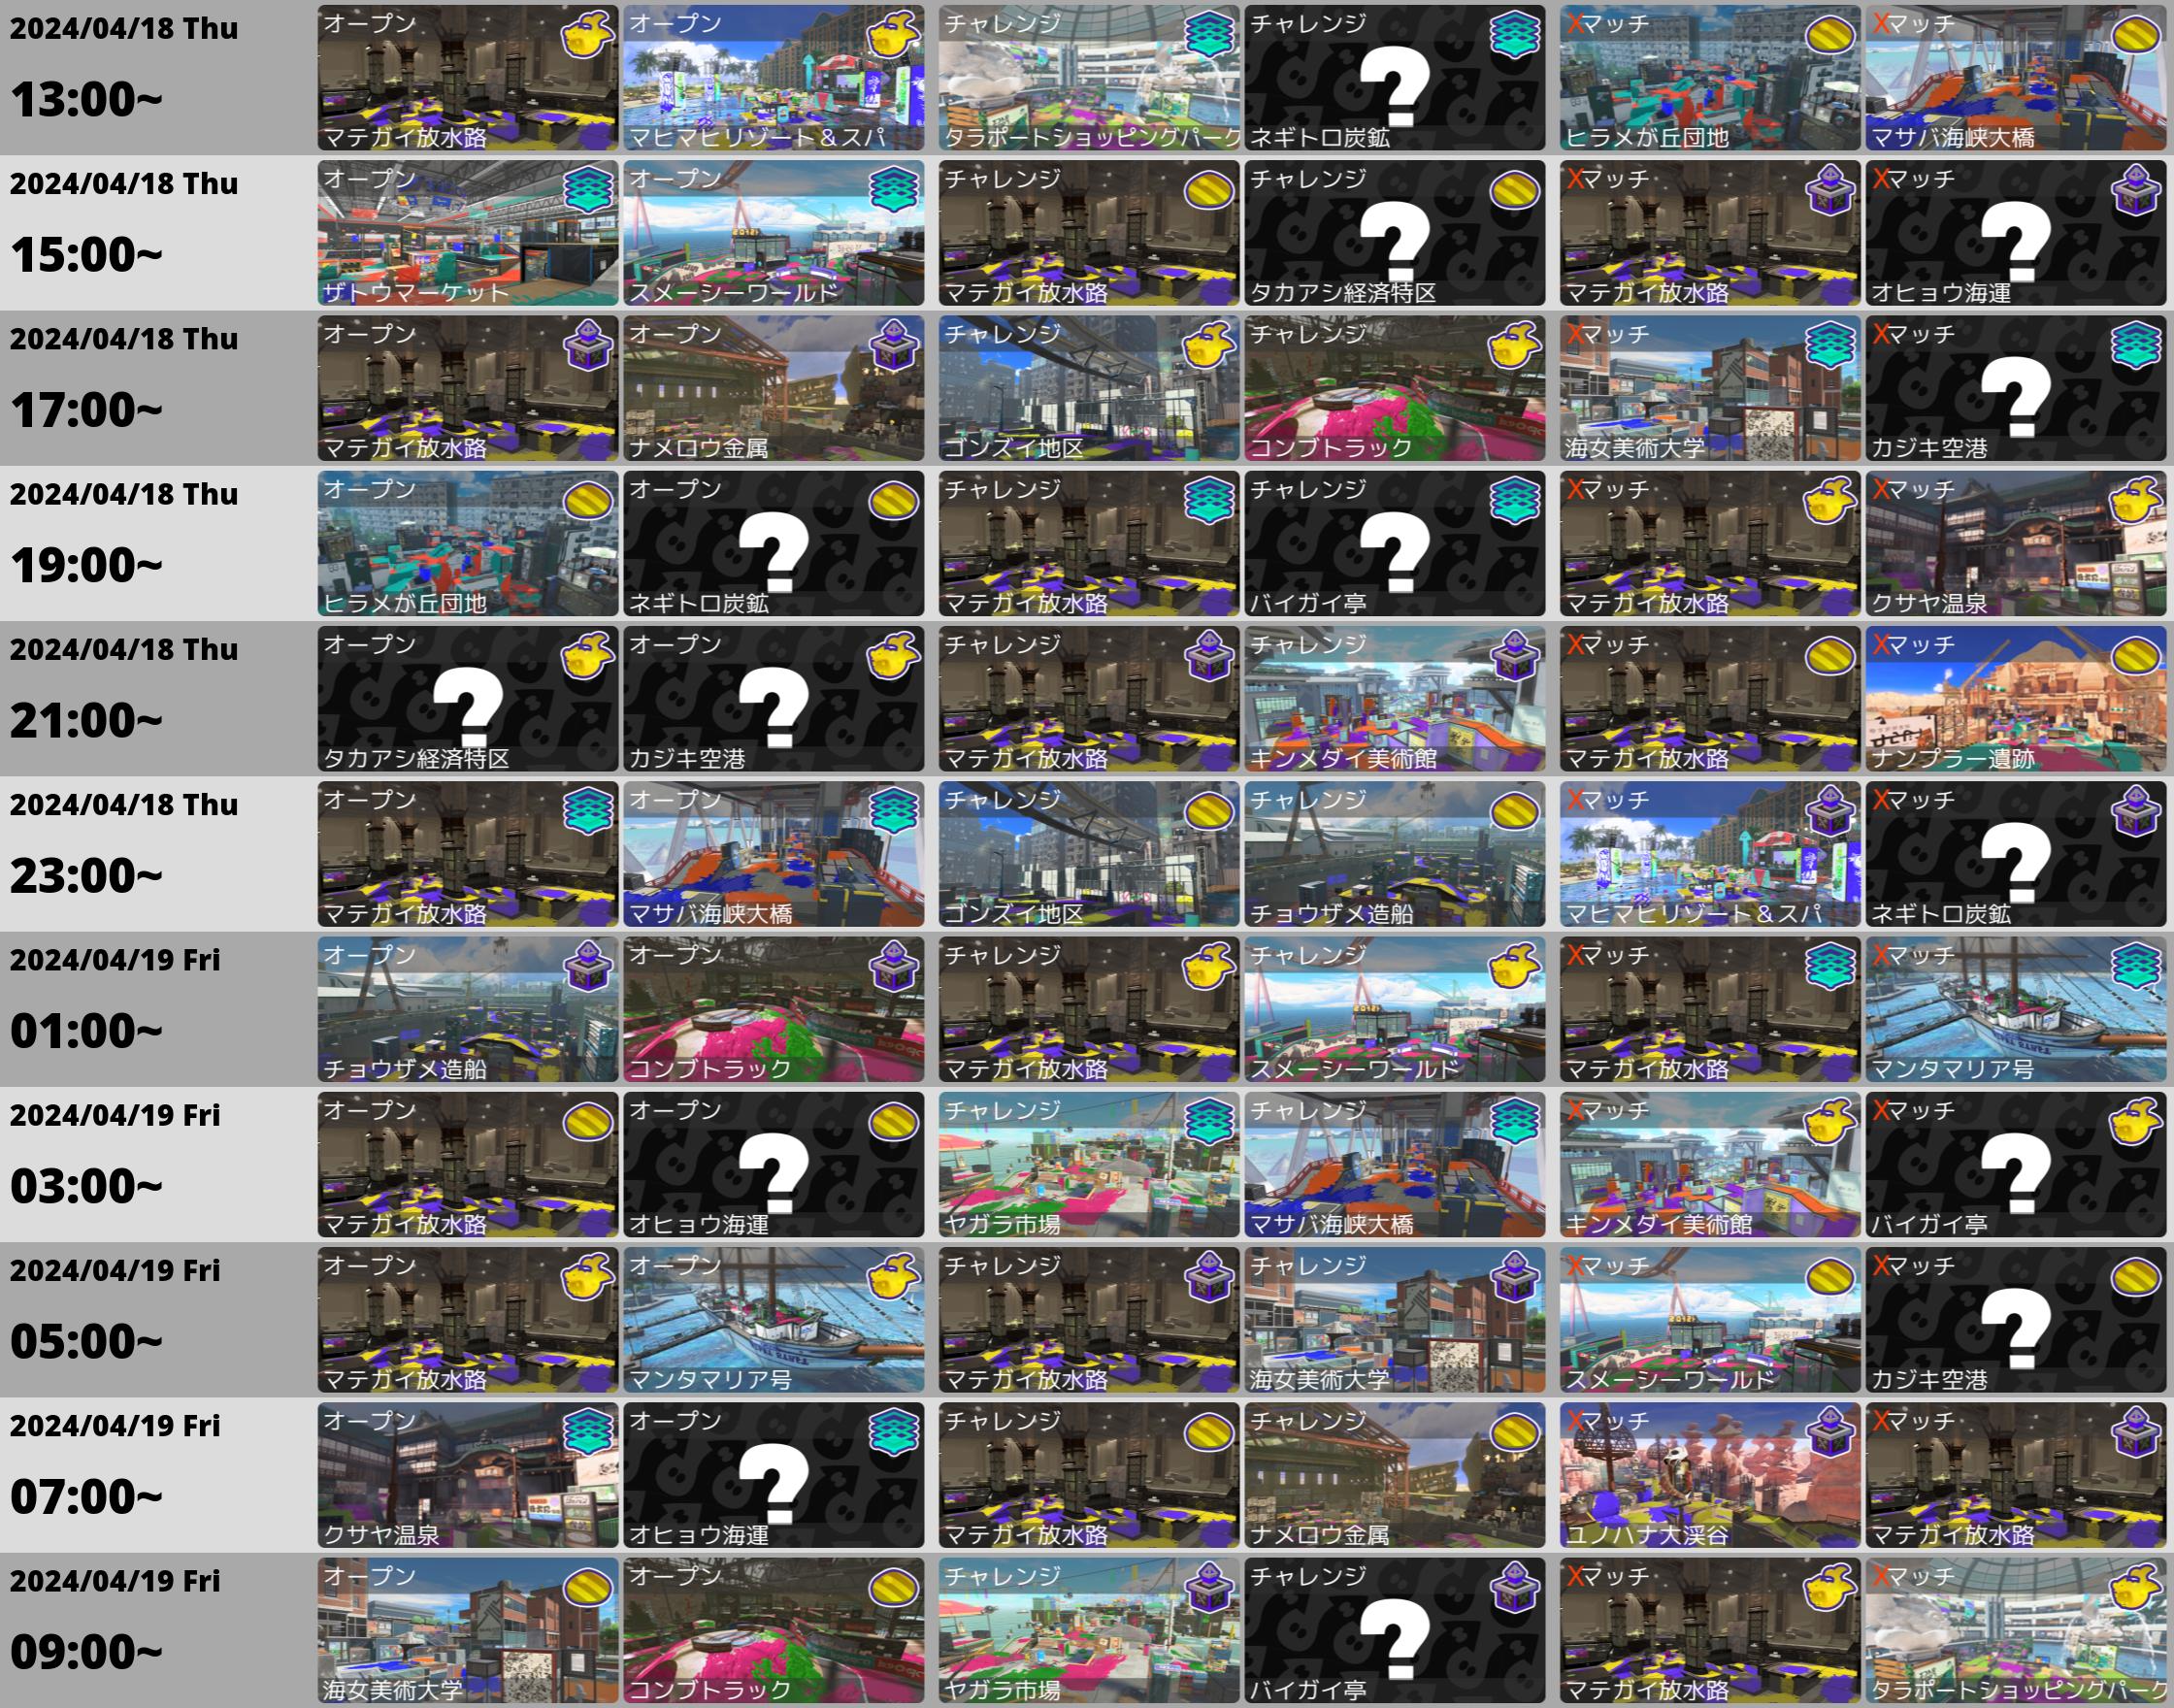 2024/04/18 Thu
13:00~
オープン
マテガイ放水路
オープン
マヒマヒリゾート＆スパ
チャレンジ
タラポートショッピングパーク
チャレンジ
ネギトロ炭鉱
Xマッチ
ヒラメが丘団地
Xマッチ
マサバ海峡大橋
2024/04/18 Thu
15:00~
オープン
ザトウマーケット
オープン
スメーシーワールド
チャレンジ
マテガイ放水路
チャレンジ
タカアシ経済特区
Xマッチ
マテガイ放水路
Xマッチ
オヒョウ海運
2024/04/18 Thu
17:00~
オープン
マテガイ放水路
オープン
ナメロウ金属
チャレンジ
ゴンズイ地区
チャレンジ
コンブトラック
Xマッチ
海女美術大学
Xマッチ
カジキ空港
2024/04/18 Thu
19:00~
オープン
ヒラメが丘団地
オープン
ネギトロ炭鉱
チャレンジ
マテガイ放水路
チャレンジ
バイガイ亭
Xマッチ
マテガイ放水路
Xマッチ
クサヤ温泉
2024/04/18 Thu
21:00~
オープン
タカアシ経済特区
オープン
カジキ空港
チャレンジ
マテガイ放水路
チャレンジ
キンメダイ美術館
Xマッチ
マテガイ放水路
Xマッチ
ナンプラー遺跡
2024/04/18 Thu
23:00~
オープン
マテガイ放水路
オープン
マサバ海峡大橋
チャレンジ
ゴンズイ地区
チャレンジ
チョウザメ造船
Xマッチ
マヒマヒリゾート＆スパ
Xマッチ
ネギトロ炭鉱
2024/04/19 Fri
01:00~
オープン
チョウザメ造船
オープン
コンブトラック
チャレンジ
マテガイ放水路
チャレンジ
スメーシーワールド
Xマッチ
マテガイ放水路
Xマッチ
マンタマリア号
2024/04/19 Fri
03:00~
オープン
マテガイ放水路
オープン
オヒョウ海運
チャレンジ
ヤガラ市場
チャレンジ
マサバ海峡大橋
Xマッチ
キンメダイ美術館
Xマッチ
バイガイ亭
2024/04/19 Fri
05:00~
オープン
マテガイ放水路
オープン
マンタマリア号
チャレンジ
マテガイ放水路
チャレンジ
海女美術大学
Xマッチ
スメーシーワールド
Xマッチ
カジキ空港
2024/04/19 Fri
07:00~
オープン
クサヤ温泉
オープン
オヒョウ海運
チャレンジ
マテガイ放水路
チャレンジ
ナメロウ金属
Xマッチ
ユノハナ大渓谷
Xマッチ
マテガイ放水路
2024/04/19 Fri
09:00~
オープン
海女美術大学
オープン
コンブトラック
チャレンジ
ヤガラ市場
チャレンジ
バイガイ亭
Xマッチ
マテガイ放水路
Xマッチ
タラポートショッピングパーク